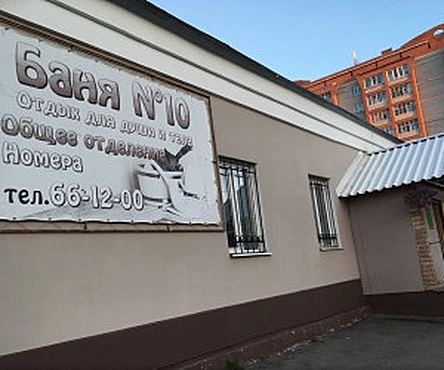 Баня №10
Отдых для души и тела
Общее отделение
Номера
тел.66-12-00